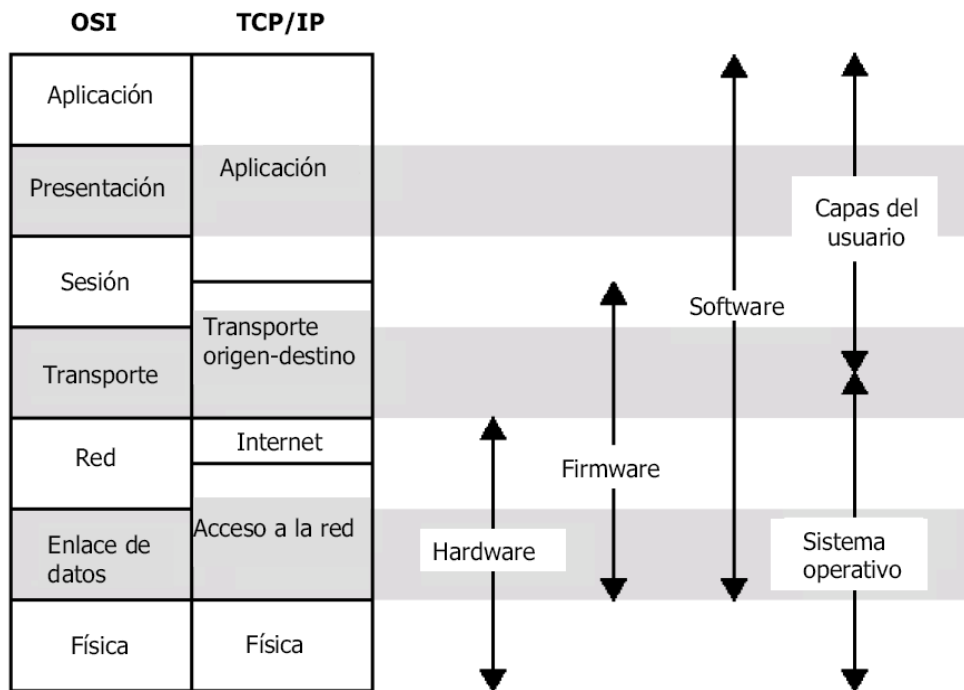 OSI
TCP/IP
Aplicación
Presentación
Sesión
Transporte
Red
Enlace de
datos
Física
Aplicación
Transporte
origen-destino
Internet
Acceso a la red
Física
Hardware
Firmware
Software
Capas del
usuario
Sistema
operativo